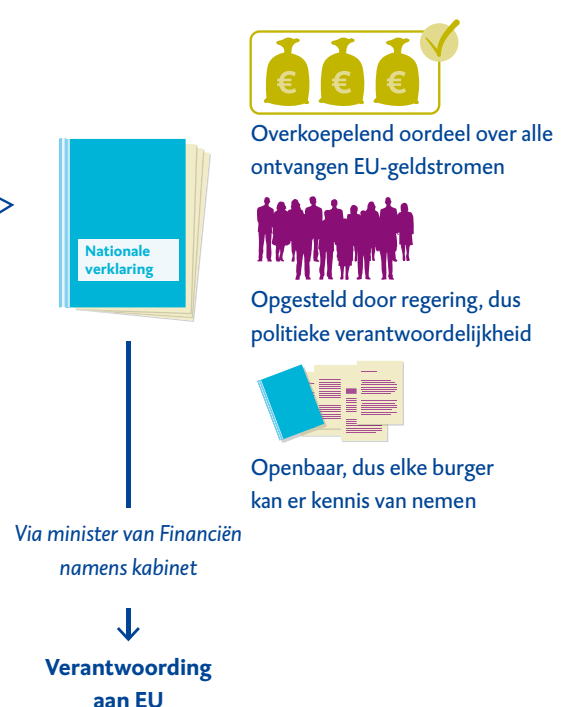 € € €
Overkoepelend oordeel over alle
ontvangen EU-geldstromen
Nationale
verklaring
Opgesteld door regering, dus
politieke verantwoordelijkheid
Openbaar, dus elke burger
kan er kennis van nemen
Via minister van Financiën
namens kabinet
Verantwoording
aan EU